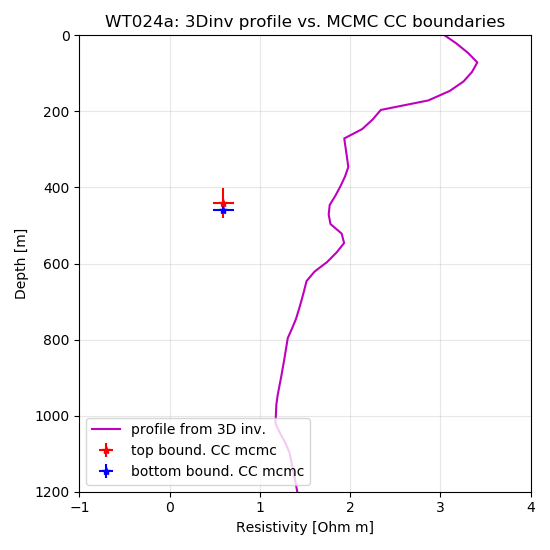 WT024a: 3Dinv profile vs. MCMC CC boundaries
0
200
400
600
800
1000
1200
Depth [m]
profile from 3D inv.
top bound. CC mcmc
bottom bound. CC mcmc
−1
0
1
2
3
4
Resistivity [Ohm m]